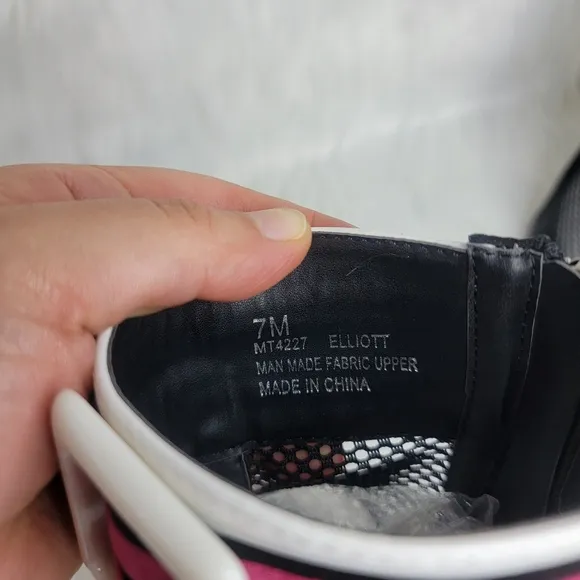 7M
MT4227 ELLIOTT
MAN MADE FABRIC UPPER
MADE IN CHINA